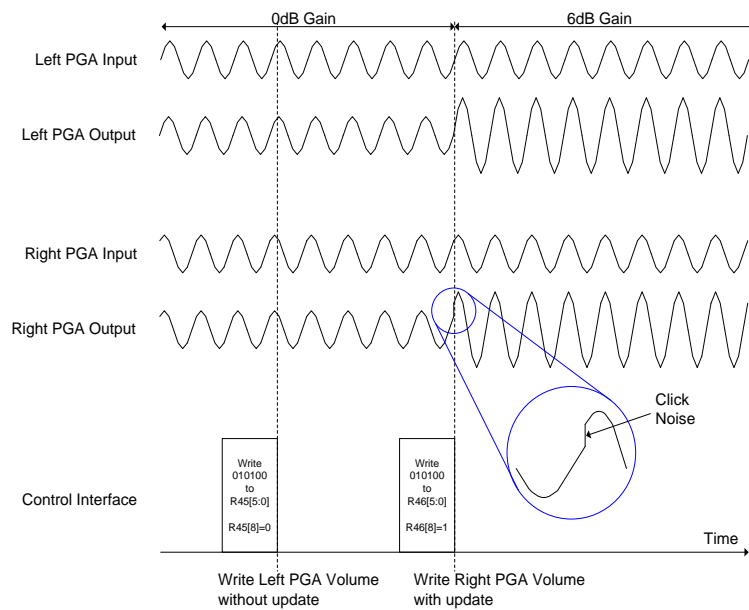 0dB Gain
6dB Gain
Left PGA Input
Left PGA Output
Right PGA Input
Right PGA Output
Click
Noise
Control Interface
Write
010100
to
R45[5:0]
R45[8]=0
Write
010100
to
R46[5:0]
R46[8]=1
Time
Write Left PGA Volume
without update
Write Right PGA Volume
with update